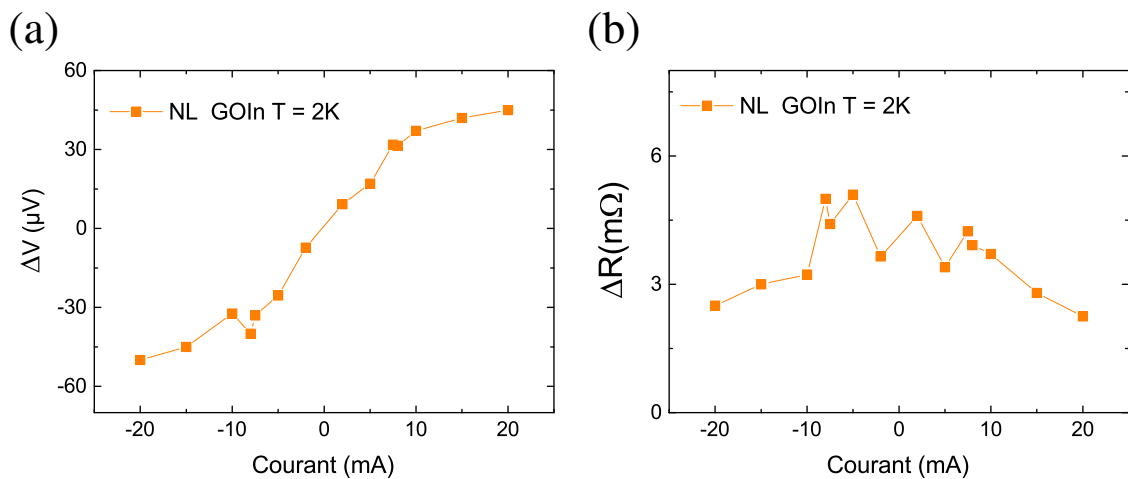 (a)
60
30
0
-30
-60
ΔV (µV)
NL GOIn T = 2K
-20 -10 0 10 20
Courant (mA)
(b)
6
3
0
ΔR(mΩ)
NL GOIn T = 2K
-20 -10 0 10 20
Courant (mA)